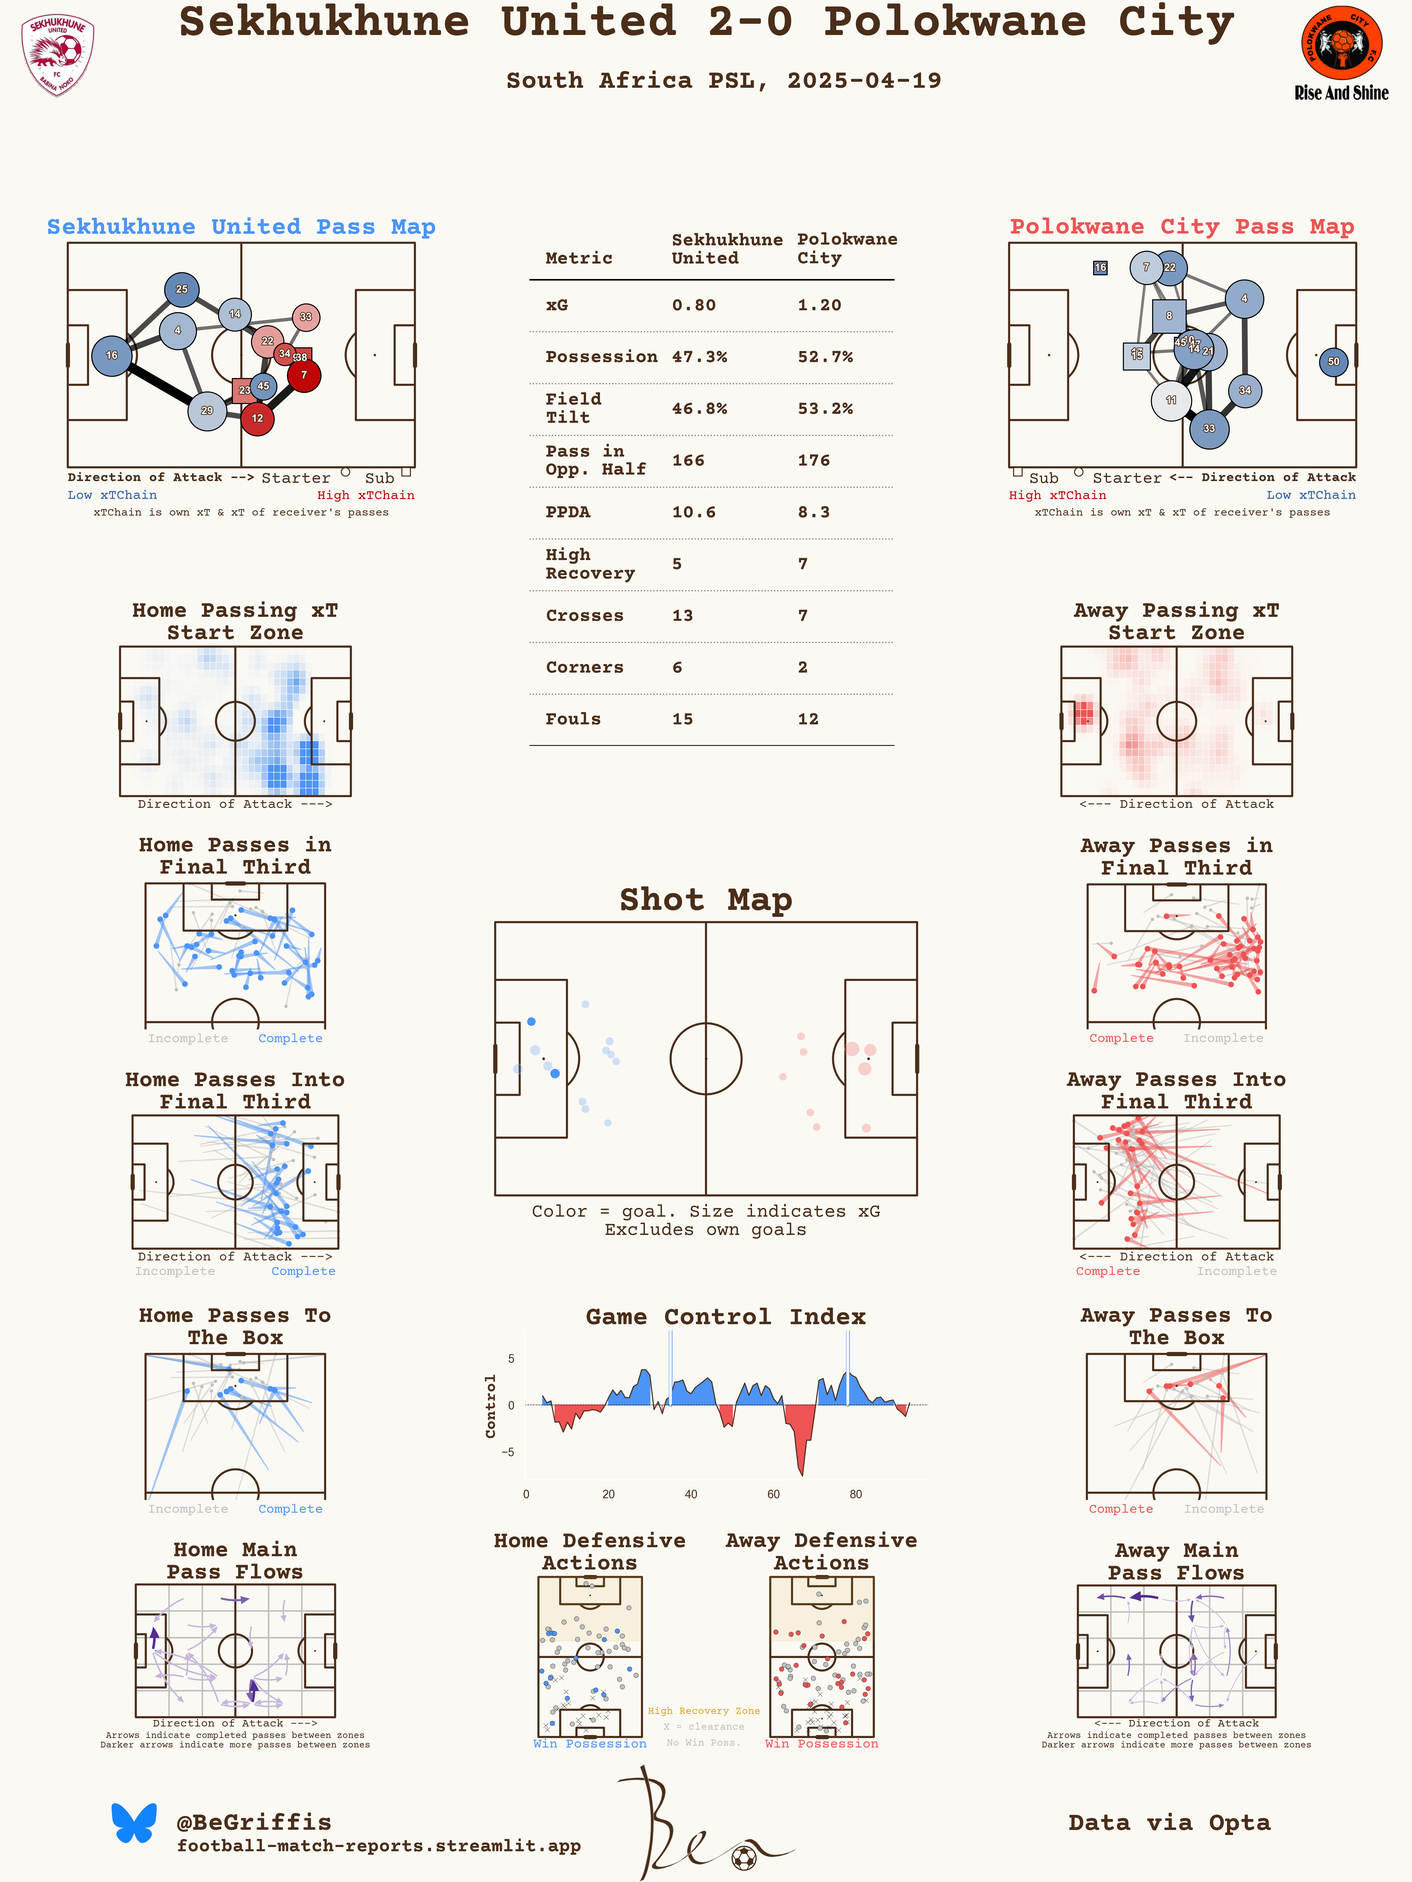 Sekhukhune United 2-0 Polokwane City
South Africa PSL, 2025-04-19
SEKHUKHUNE
UNITED
FC
BABINA NOKO
POLOKWANE CITY F.C
Rise And Shine
Sekhukhune United Pass Map
25
14
33
4
22
16
34
38
7
23
45
29
12
Direction of Attack --> Starter Sub
Low xTChain High xTChain
xTChain is own xT & xT of receiver's passes
Metric Sekhukhune United Polokwane City
xG 0.80 1.20
Possession 47.3% 52.7%
Field Tilt 46.8% 53.2%
Pass in Opp. Half 166 176
PPDA 10.6 8.3
High Recovery 5 7
Crosses 13 7
Corners 6 2
Fouls 15 12
Polokwane City Pass Map
16
7
22
4
8
45
15
14
21
50
34
11
33
Sub Starter <-- Direction of Attack
High xTChain Low xTChain
xTChain is own xT & xT of receiver's passes
Home Passing xT
Start Zone
Direction of Attack --->
Away Passing xT
Start Zone
<--- Direction of Attack
Home Passes in
Final Third
Incomplete Complete
Away Passes in
Final Third
Complete Incomplete
Shot Map
Color = goal. Size indicates xG
Excludes own goals
Home Passes Into
Final Third
Direction of Attack --->
Incomplete Complete
Away Passes Into
Final Third
<--- Direction of Attack
Complete Incomplete
Home Passes To
The Box
Incomplete Complete
Game Control Index
Control
5
0
−5
0 20 40 60 80
Away Passes To
The Box
Complete Incomplete
Home Main
Pass Flows
Direction of Attack --->
Arrows indicate completed passes between zones
Darker arrows indicate more passes between zones
Home Defensive
Actions
Win Possession
Away Defensive
Actions
Win Possession
High Recovery Zone
X = clearance
No Win Poss.
Away Main
Pass Flows
<--- Direction of Attack
Arrows indicate completed passes between zones
Darker arrows indicate more passes between zones
@BeGriffis
football-match-reports.streamlit.app
Ben
Data via Opta